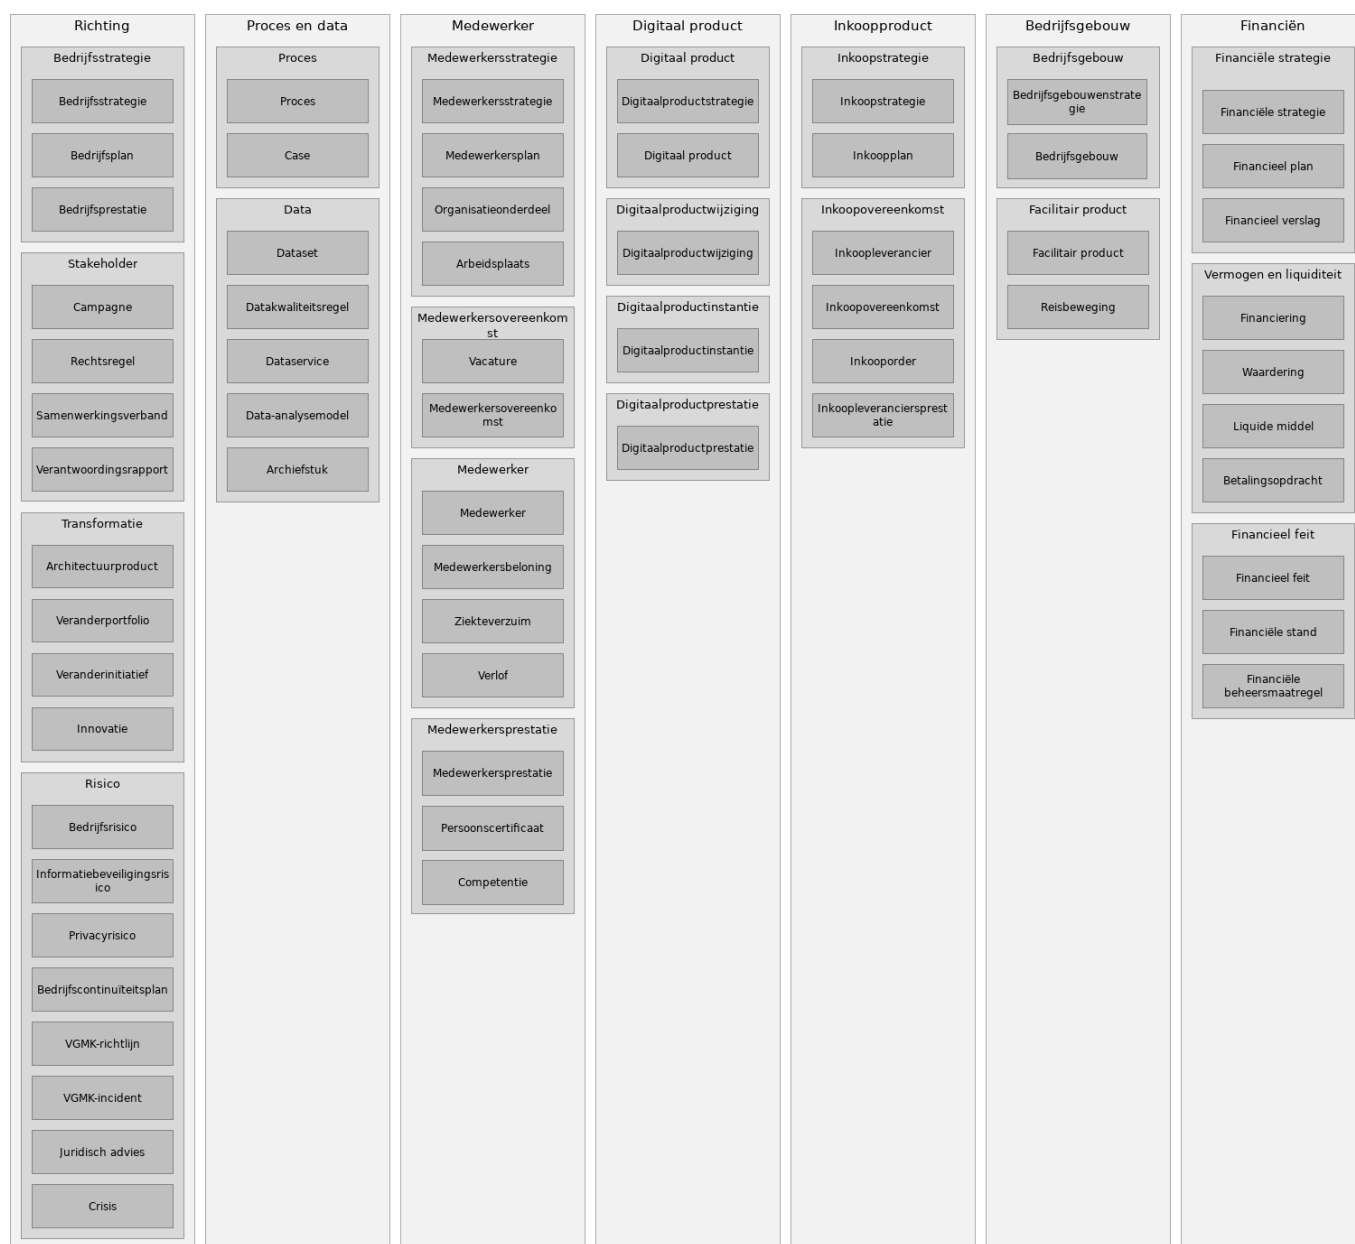 Richting
Bedrijfsstrategie
Bedrijfsstrategie
Bedrijfsplan
Bedrijfsprestatie
Stakeholder
Campagne
Rechtsregel
Samenwerkingsverband
Verantwoordingsrapport
Transformatie
Architectuurproduct
Veranderportfolio
Veranderinitiatief
Innovatie
Risico
Bedrijfsrisico
Informatiebeveiligingsris
ico
Privacyrisico
Bedrijfscontinuïteitsplan
VGMK-richtlijn
VGMK-incident
Juridisch advies
Crisis
Proces en data
Proces
Proces
Case
Data
Dataset
Datakwaliteitsregel
Dataservice
Data-analysemodel
Archiefstuk
Medewerker
Medewerkersstrategie
Medewerkersstrategie
Medewerkersplan
Organisatieonderdeel
Arbeidsplaats
Medewerkersovereenkom
st
Vacature
Medewerkersovereenko
mst
Medewerker
Medewerker
Medewerkersbeloning
Ziekteverzuim
Verlof
Medewerkersprestatie
Medewerkersprestatie
Persoonscertificaat
Competentie
Digitaal product
Digitaal product
Digitaalproductstrategie
Digitaal product
Digitaalproductwijziging
Digitaalproductwijziging
Digitaalproductinstantie
Digitaalproductinstantie
Digitaalproductprestatie
Digitaalproductprestatie
Inkoopproduct
Inkoopstrategie
Inkoopstrategie
Inkoopplan
Inkoopovereenkomst
Inkoopleverancier
Inkoopovereenkomst
Inkooporder
Inkoopleveranciersprest
atie
Bedrijfsgebouw
Bedrijfsgebouw
Bedrijfsgebouwenstrate
gie
Bedrijfsgebouw
Facilitair product
Facilitair product
Reisbeweging
Financiën
Financiële strategie
Financiële strategie
Financieel plan
Financieel verslag
Vermogen en liquiditeit
Financiering
Waardering
Liquide middel
Betalingsopdracht
Financieel feit
Financieel feit
Financiële stand
Financiële
beheersmaatregel